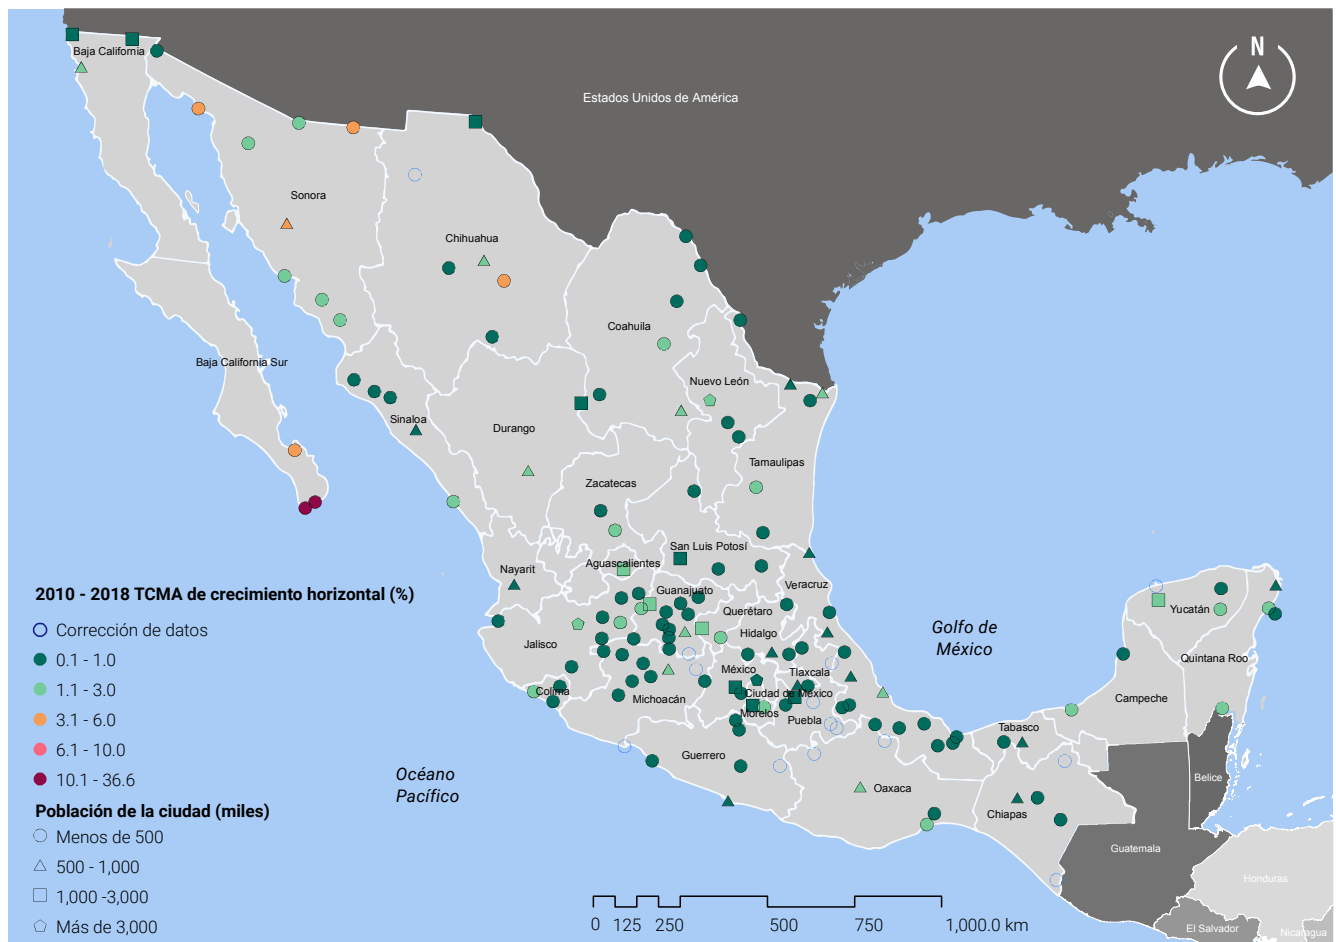 N
Estados Unidos de América
Baja California
Sonora
Chihuahua
Coahuila
Baja California Sur
Nuevo León
Sinaloa
Durango
Tamaulipas
Zacatecas
San Luis Potosí
Aguascalientes
Nayarit
Guanajuato
Veracruz
Querétaro
Hidalgo
Jalisco
México
Tlaxcala
Colima
Michoacán
Ciudad de México
Morelos
Puebla
Guerrero
Oaxaca
Tabasco
Chiapas
Campeche
Yucatán
Quintana Roo
Belice
Guatemala
Honduras
El Salvador
Nicaragua
Golfo de
México
Océano
Pacífico
2010 - 2018 TCMA de crecimiento horizontal (%)
Corrección de datos
0.1 - 1.0
1.1 - 3.0
3.1 - 6.0
6.1 - 10.0
10.1 - 36.6
Población de la ciudad (miles)
Menos de 500
500 - 1,000
1,000 -3,000
Más de 3,000
0 125 250 500 750 1,000.0 km